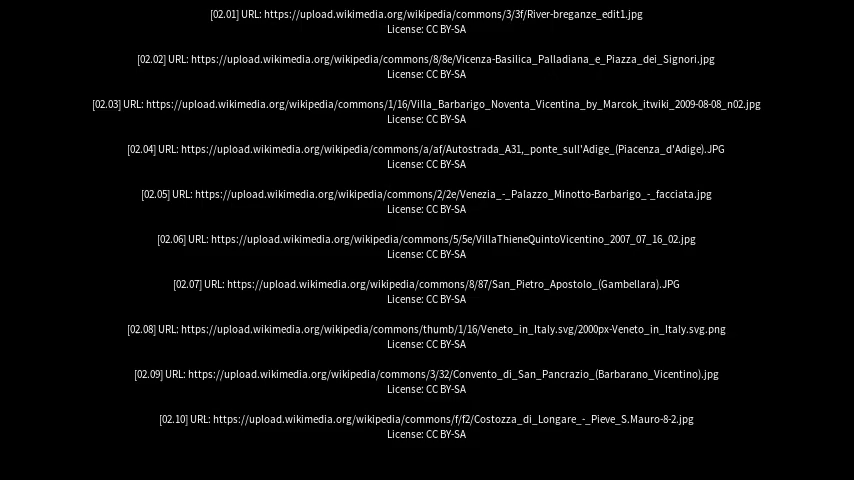 [02.01] URL: https://upload.wikimedia.org/wikipedia/commons/3/3f/River-breganze_edit1.jpg
License: CC BY-SA
[02.02] URL: https://upload.wikimedia.org/wikipedia/commons/8/8e/Vicenza-Basilica_Palladiana_e_Piazza_dei_Signori.jpg
License: CC BY-SA
[02.03] URL: https://upload.wikimedia.org/wikipedia/commons/1/16/Villa_Barbarigo_Noventa_Vicentina_by_Marcok_itwiki_2009-08-08_n02.jpg
License: CC BY-SA
[02.04] URL: https://upload.wikimedia.org/wikipedia/commons/a/af/Autostrada_A31,_ponte_sull'Adige_(Piacenza_d'Adige).JPG
License: CC BY-SA
[02.05] URL: https://upload.wikimedia.org/wikipedia/commons/2/2e/Venezia_-_Palazzo_Minotto-Barbarigo_-_facciata.jpg
License: CC BY-SA
[02.06] URL: https://upload.wikimedia.org/wikipedia/commons/5/5e/VillaThieneQuintoVicentino_2007_07_16_02.jpg
License: CC BY-SA
[02.07] URL: https://upload.wikimedia.org/wikipedia/commons/8/87/San_Pietro_Apostolo_(Gambellara).JPG
License: CC BY-SA
[02.08] URL: https://upload.wikimedia.org/wikipedia/commons/thumb/1/16/Veneto_in_Italy.svg/2000px-Veneto_in_Italy.svg.png
License: CC BY-SA
[02.09] URL: https://upload.wikimedia.org/wikipedia/commons/3/32/Convento_di_San_Pancrazio_(Barbarano_Vicentino).jpg
License: CC BY-SA
[02.10] URL: https://upload.wikimedia.org/wikipedia/commons/f/f2/Costozza_di_Longare_-_Pieve_S.Mauro-8-2.jpg
License: CC BY-SA